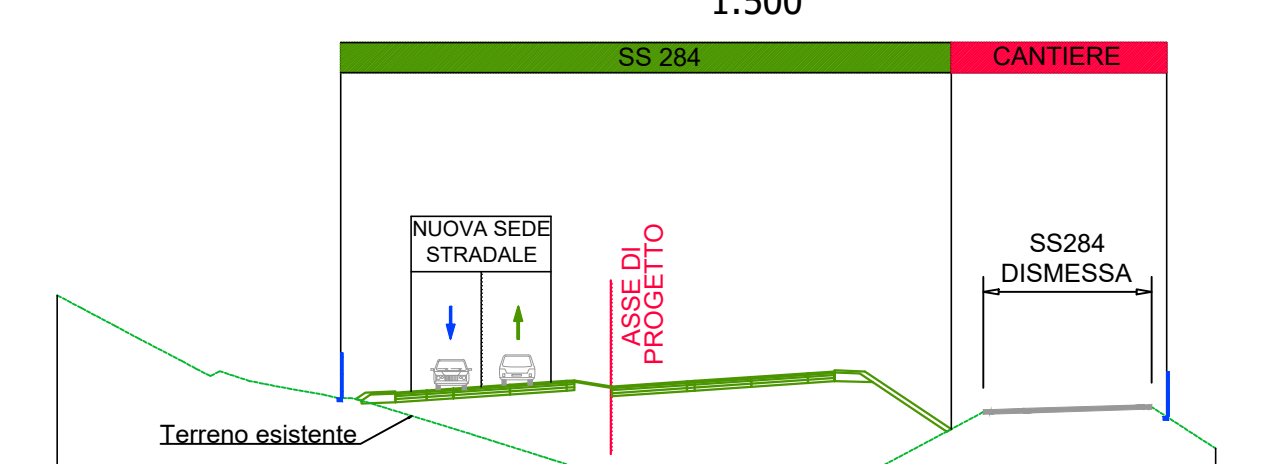 1:500
SS 284
CANTIERE
NUOVA SEDE
STRADALE
ASSE DI
PROGETTO
SS284
DISMESSA
Terreno esistente